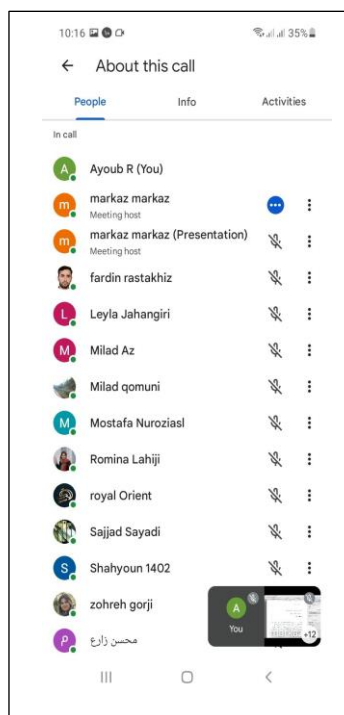 10:16
35%
About this call
People
Info
Activities
In call
A
Ayoub R (You)
m
markaz markaz
Meeting host
m
markaz markaz (Presentation)
Meeting host
fardin rastakhiz
L
Leyla Jahangiri
M
Milad Az
Milad qomuni
M
Mostafa Nuroziasl
Romina Lahiji
royal Orient
Sajjad Sayadi
S
Shahyoun 1402
zohreh gorji
A
You
+12
م
محسن زارع